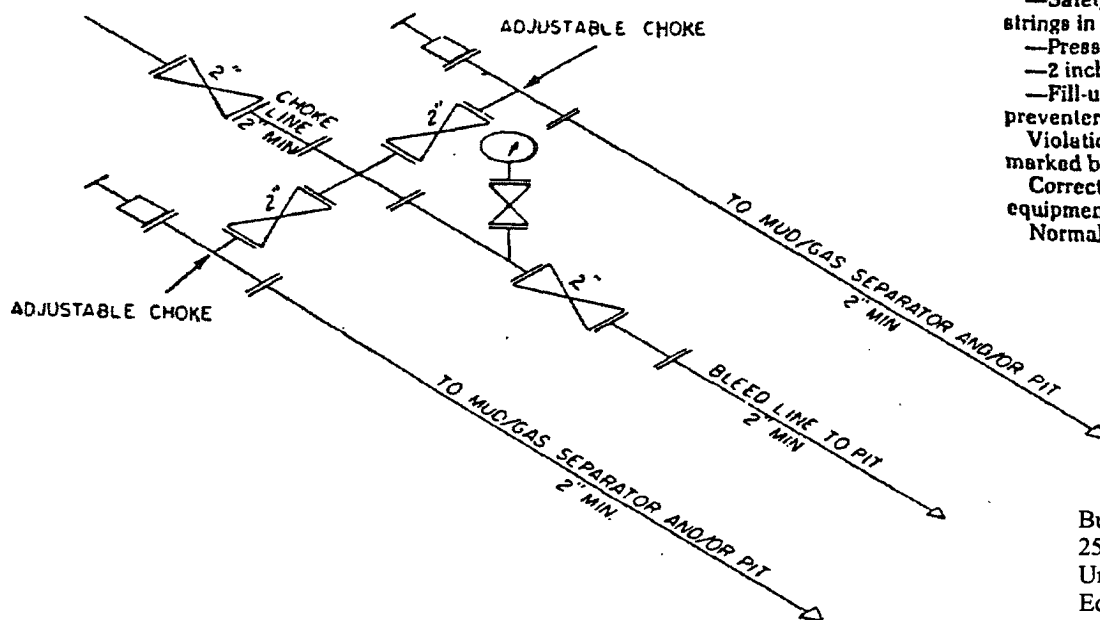 —Safety
strings in
—Press
—2 inch
—Fill-u
preventer
Violatio
marked b
Correct
equipmen
Normal
ADJUSTABLE CHOKE
2"
CHOKE
LINE
2" MIN
2"
2"
ADJUSTABLE CHOKE
2"
TO MUD/GAS SEPARATOR AND/OR PIT
2" MIN
BLEED LINE TO PIT
2" MIN
TO MUD/GAS SEPARATOR AND/OR PIT
2" MIN.
Bu
25
Un
Ec